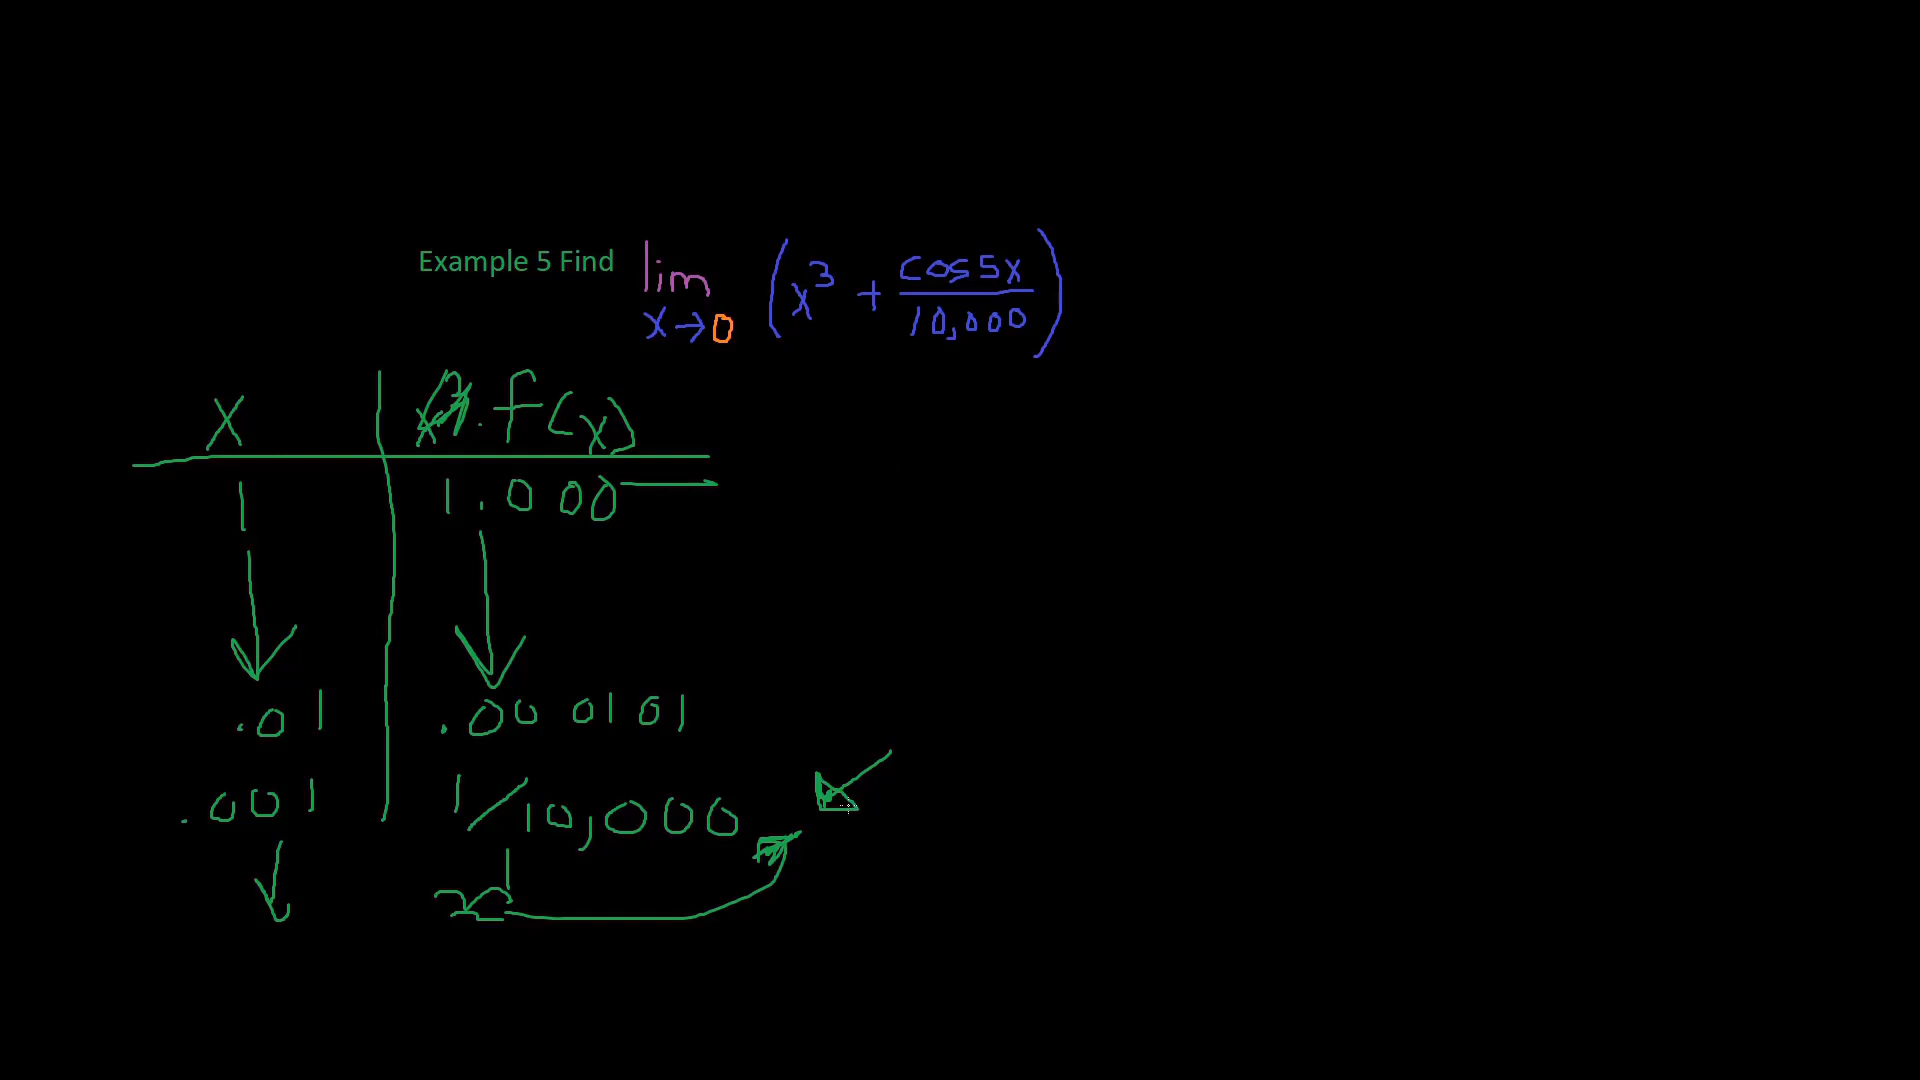 Example 5 Find lim x→0 (x³ + cos5x / 10,000)
x f(x)
1 1.000
.01 .000101
.001 1/10,000